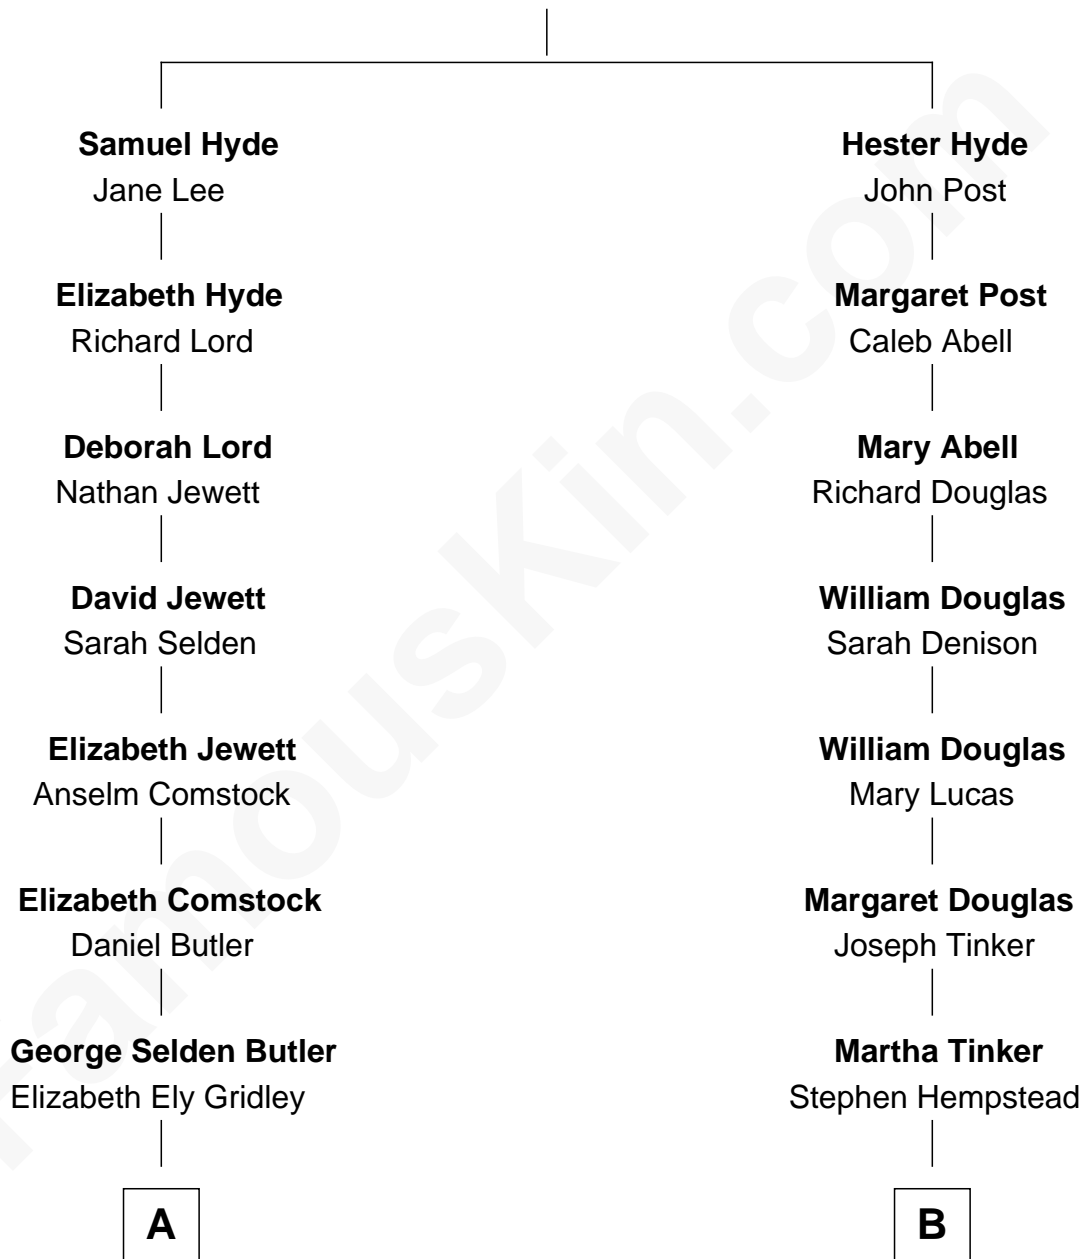 Samuel Hyde
Jane Lee
Elizabeth Hyde
Richard Lord
Deborah Lord
Nathan Jewett
David Jewett
Sarah Selden
Elizabeth Jewett
Anselm Comstock
Elizabeth Comstock
Daniel Butler
George Selden Butler
Elizabeth Ely Gridley
A
Hester Hyde
John Post
Margaret Post
Caleb Abell
Mary Abell
Richard Douglas
William Douglas
Sarah Denison
William Douglas
Mary Lucas
Margaret Douglas
Joseph Tinker
Martha Tinker
Stephen Hempstead
B
FamousKin.com